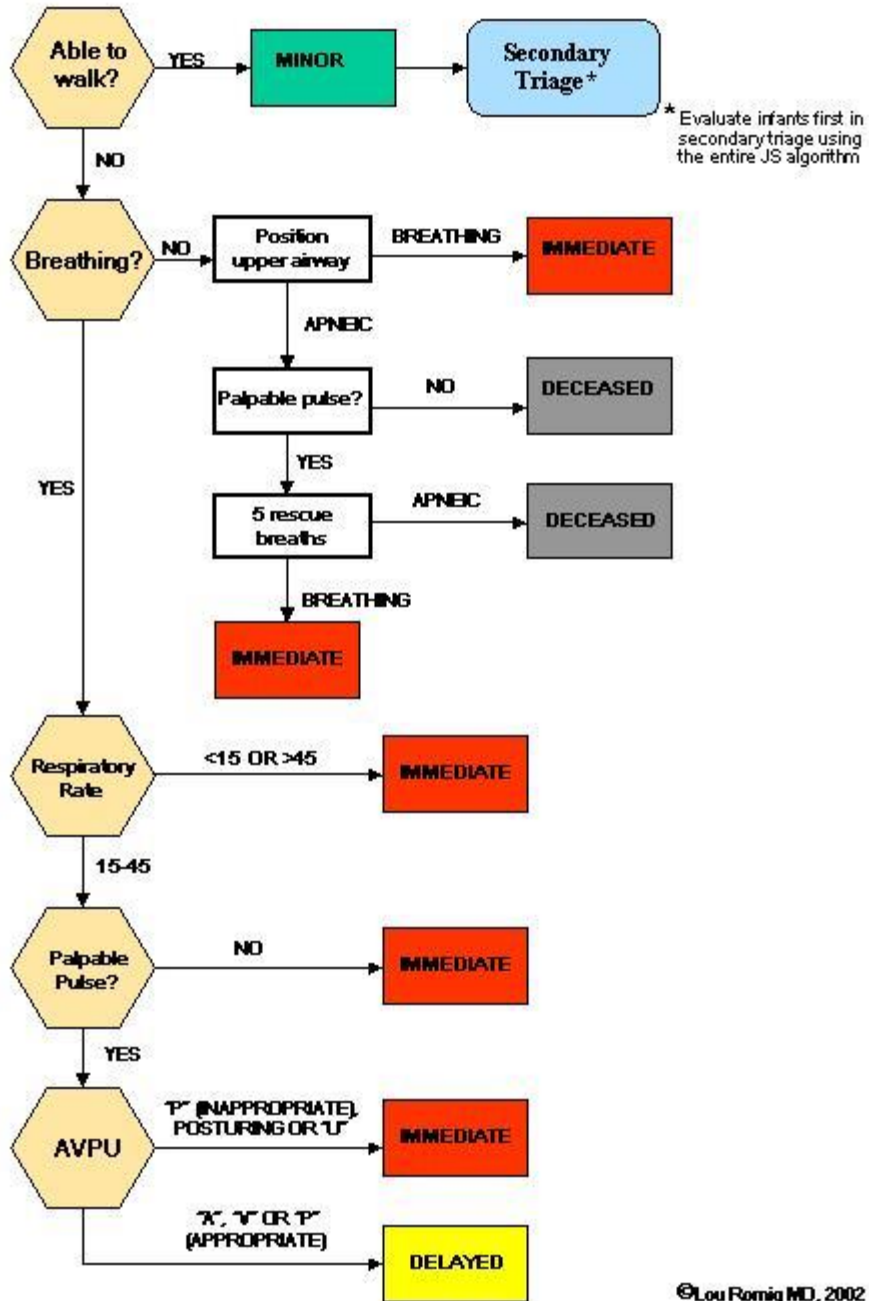 Able to
walk?
YES
MINOR
Secondary
Triage*
* Evaluate infants first in
secondary triage using
the entire JS algorithm
NO
Breathing?
NO
Position
upper airway
BREATHING
IMMEDIATE
APNEIC
Palpable pulse?
NO
DECEASED
YES
YES
5 rescue
breaths
APNEIC
DECEASED
BREATHING
IMMEDIATE
Respiratory
Rate
<15 OR >45
IMMEDIATE
15-45
Palpable
Pulse?
NO
IMMEDIATE
YES
AVPU
"P" (INAPPROPRIATE),
POSTURING OR "U"
IMMEDIATE
"A", "V" OR "P"
(APPROPRIATE)
DELAYED
©Lou Romig MD, 2002